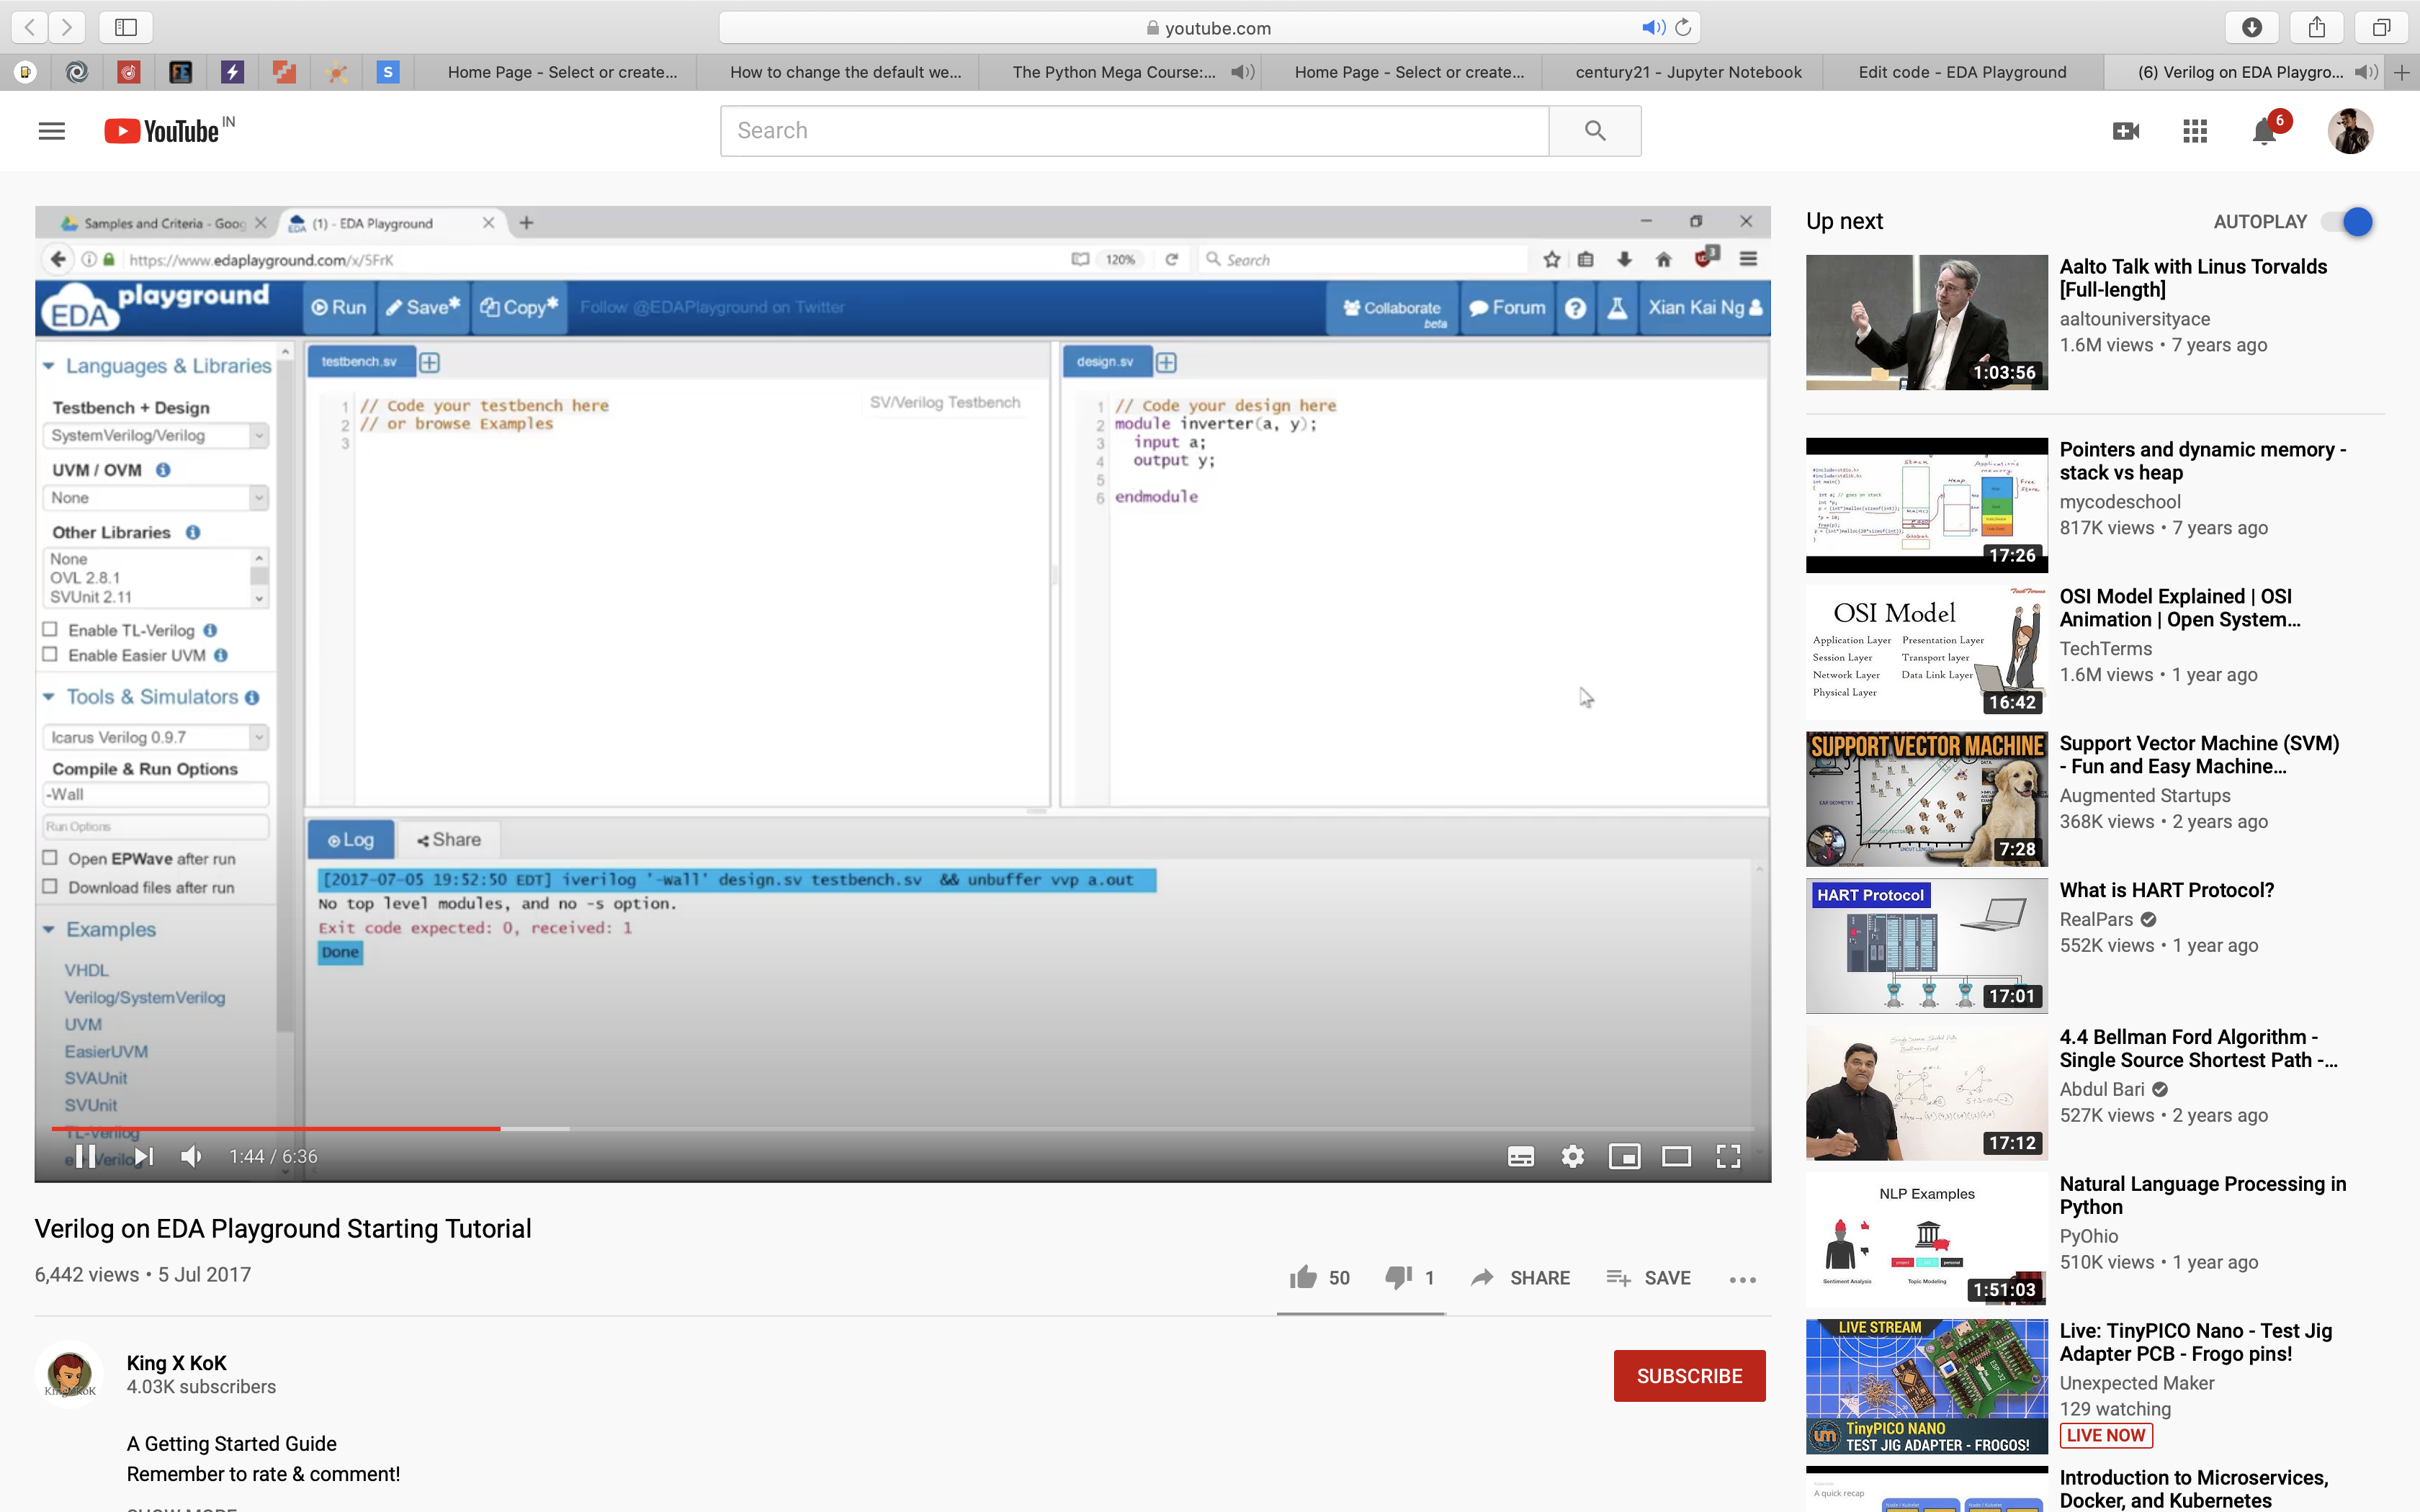 youtube.com
S
Home Page - Select or create...
How to change the default we...
The Python Mega Course:...
Home Page - Select or create...
century21 - Jupyter Notebook
Edit code - EDA Playground
(6) Verilog on EDA Playgro...
YouTube IN
Search
6
Samples and Criteria - Goog
(1) - EDA Playground
https://www.edaplayground.com/x/5FrK
120%
Search
3
EDA playground
Run
Save*
Copy*
Follow @EDAPlayground on Twitter
Collaborate beta
Forum
Xian Kai Ng
Languages & Libraries
Testbench + Design
SystemVerilog/Verilog
UVM / OVM
None
Other Libraries
None
OVL 2.8.1
SVUnit 2.11
Enable TL-Verilog
Enable Easier UVM
Tools & Simulators
Icarus Verilog 0.9.7
Compile & Run Options
-Wall
Run Options
Open EPWave after run
Download files after run
Examples
VHDL
Verilog/SystemVerilog
UVM
EasierUVM
SVAUnit
SVUnit
TL-Verilog
testbench.sv
SV/Verilog Testbench
1 // Code your testbench here
2 // or browse Examples
3
design.sv
1 // Code your design here
2 module inverter(a, y);
3 input a;
4 output y;
5
6 endmodule
Log
Share
[2017-07-05 19:52:50 EDT] iverilog '-Wall' design.sv testbench.sv && unbuffer vvp a.out
No top level modules, and no -s option.
Exit code expected: 0, received: 1
Done
1:44 / 6:36
Verilog on EDA Playground Starting Tutorial
6,442 views • 5 Jul 2017
50
1
SHARE
SAVE
King X KoK
4.03K subscribers
SUBSCRIBE
A Getting Started Guide
Remember to rate & comment!
SHOW MORE
Up next
AUTOPLAY
1:03:56
Aalto Talk with Linus Torvalds
[Full-length]
aaltouniversityace
1.6M views • 7 years ago
17:26
Pointers and dynamic memory -
stack vs heap
mycodeschool
817K views • 7 years ago
OSI Model
Application Layer
Presentation Layer
Session Layer
Transport layer
Network Layer
Data Link Layer
Physical Layer
16:42
OSI Model Explained | OSI
Animation | Open System...
TechTerms
1.6M views • 1 year ago
SUPPORT VECTOR MACHINE
7:28
Support Vector Machine (SVM)
- Fun and Easy Machine...
Augmented Startups
368K views • 2 years ago
HART Protocol
17:01
What is HART Protocol?
RealPars
552K views • 1 year ago
17:12
4.4 Bellman Ford Algorithm -
Single Source Shortest Path -...
Abdul Bari
527K views • 2 years ago
NLP Examples
Sentiment Analysis
Topic Modeling
1:51:03
Natural Language Processing in
Python
PyOhio
510K views • 1 year ago
LIVE STREAM
TinyPICO NANO
TEST JIG ADAPTER - FROGOS!
Live: TinyPICO Nano - Test Jig
Adapter PCB - Frogo pins!
Unexpected Maker
129 watching
LIVE NOW
A quick recap
Introduction to Microservices,
Docker, and Kubernetes